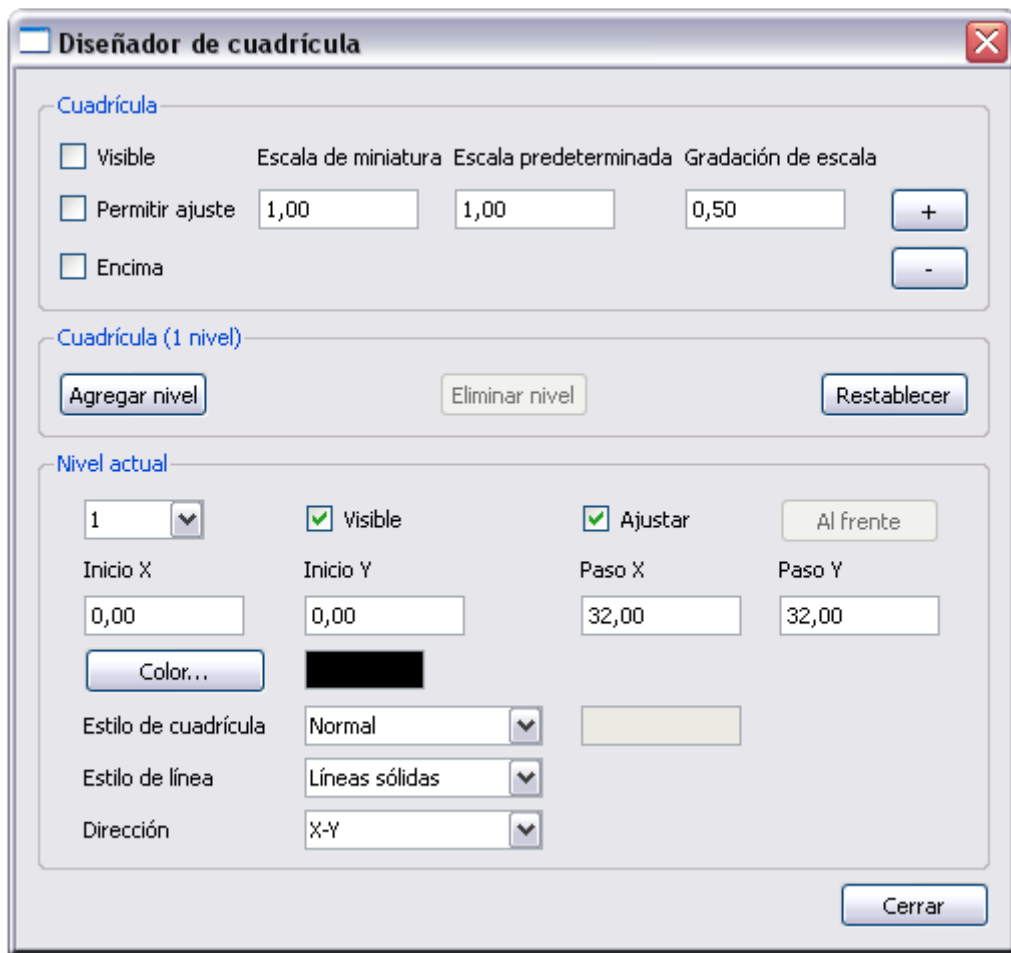 Diseñador de cuadrícula
Cuadrícula
Visible Escala de miniatura Escala predeterminada Gradación de escala
Permitir ajuste 1,00 1,00 0,50 +
Encima -
Cuadrícula (1 nivel)
Agregar nivel Eliminar nivel Restablecer
Nivel actual
1 Visible Ajustar Al frente
Inicio X Inicio Y Paso X Paso Y
0,00 0,00 32,00 32,00
Color...
Estilo de cuadrícula Normal
Estilo de línea Líneas sólidas
Dirección X-Y
Cerrar